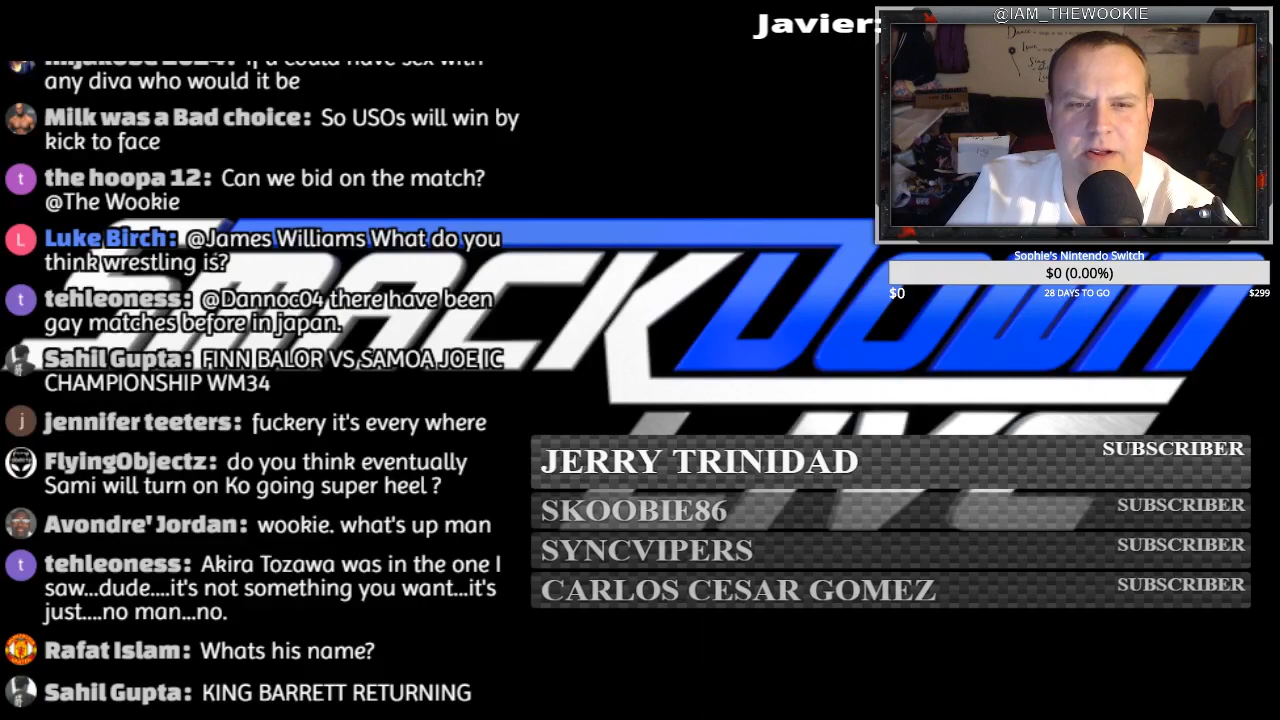 Javier:
@IAM_THEWOOKIE
any diva who would it be
Milk was a Bad choice: So USOs will win by
kick to face
the hoopa 12: Can we bid on the match?
@The Wookie
Luke Birch: @James Williams What do you
think wrestling is?
tehleoness: @Dannoc04 there have been
gay matches before in japan.
Sahil Gupta: FINN BALOR VS SAMOA JOE IC
CHAMPIONSHIP WM34
jennifer teeters: fuckery it's every where
FlyingObjectz: do you think eventually
Sami will turn on Ko going super heel ?
Avondre' Jordan: wookie. what's up man
tehleoness: Akira Tozawa was in the one I
saw...dude....it's not something you want...it's
just....no man...no.
Rafat Islam: Whats his name?
Sahil Gupta: KING BARRETT RETURNING
SMACKDOWN
LIVE
Sophie's Nintendo Switch
$0 (0.00%)
$0 28 DAYS TO GO $299
JERRY TRINIDAD SUBSCRIBER
SKOOBIE86 SUBSCRIBER
SYNCVIPERS SUBSCRIBER
CARLOS CESAR GOMEZ SUBSCRIBER